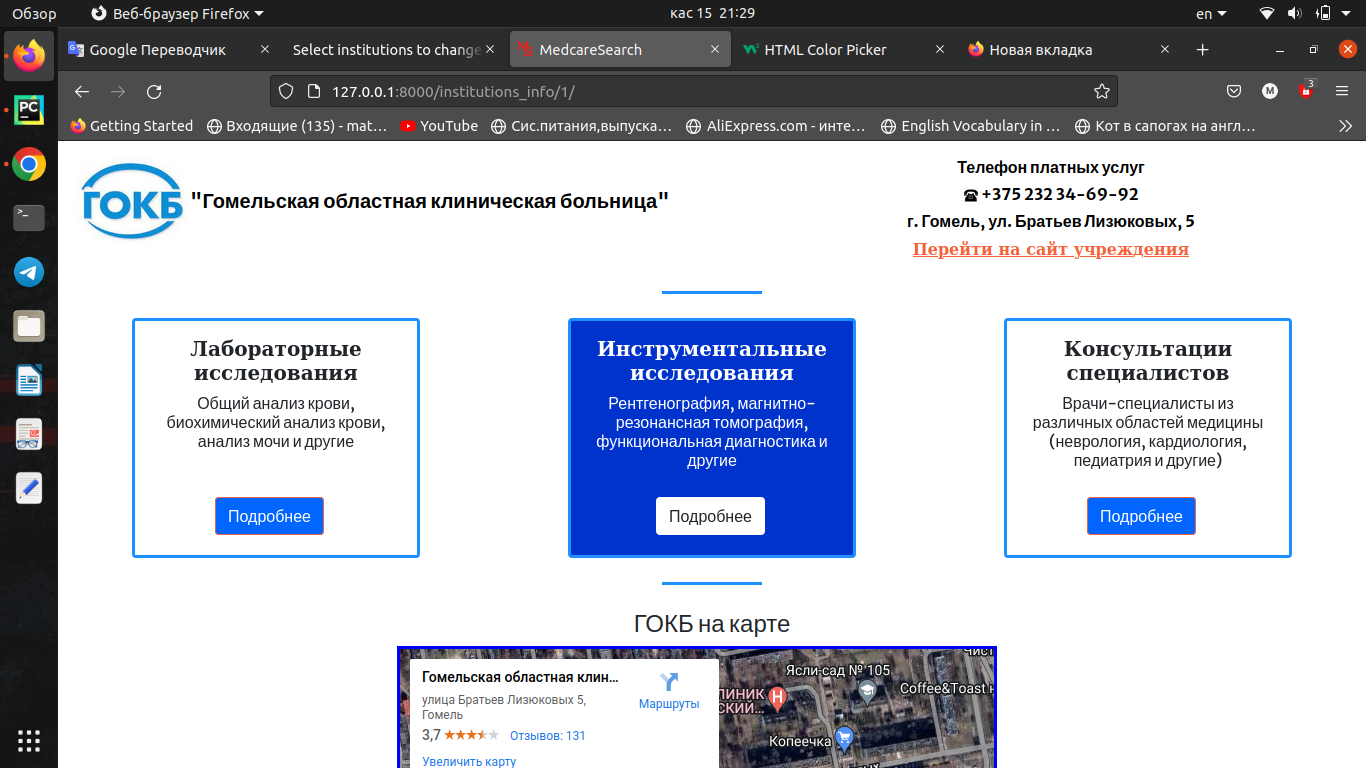 Обзор
Веб-браузер Firefox
кас 15 21:29
en
Google Переводчик
Select institutions to change
MedcareSearch
HTML Color Picker
Новая вкладка
127.0.0.1:8000/institutions_info/1/
M
3
Getting Started
Входящие (135) - mat…
YouTube
Сис.питания,выпуска…
AliExpress.com - инте…
English Vocabulary in …
Кот в сапогах на англ…
PC
ГОКБ
"Гомельская областная клиническая больница"
Телефон платных услуг
☎ +375 232 34-69-92
г. Гомель, ул. Братьев Лизюковых, 5
Перейти на сайт учреждения
Лабораторные
исследования
Общий анализ крови,
биохимический анализ крови,
анализ мочи и другие
Подробнее
Инструментальные
исследования
Рентгенография, магнитно-
резонансная томография,
функциональная диагностика и
другие
Подробнее
Консультации
специалистов
Врачи-специалисты из
различных областей медицины
(неврология, кардиология,
педиатрия и другие)
Подробнее
ГОКБ на карте
Гомельская областная клин…
улица Братьев Лизюковых 5,
Гомель
3,7
Отзывов: 131
Увеличить карту
Маршруты
Ясли-сад № 105
Coffee&Toast
H
Копеечка